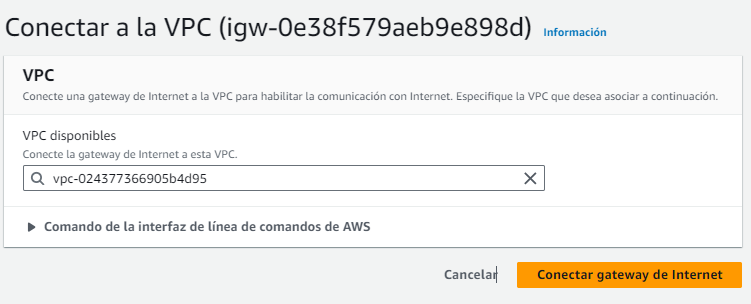 Conectar a la VPC (igw-0e38f579aeb9e898d) Información
VPC
Conecte una gateway de Internet a la VPC para habilitar la comunicación con Internet. Especifique la VPC que desea asociar a continuación.
VPC disponibles
Conecte la gateway de Internet a esta VPC.
vpc-024377366905b4d95
Comando de la interfaz de línea de comandos de AWS
Cancelar Conectar gateway de Internet